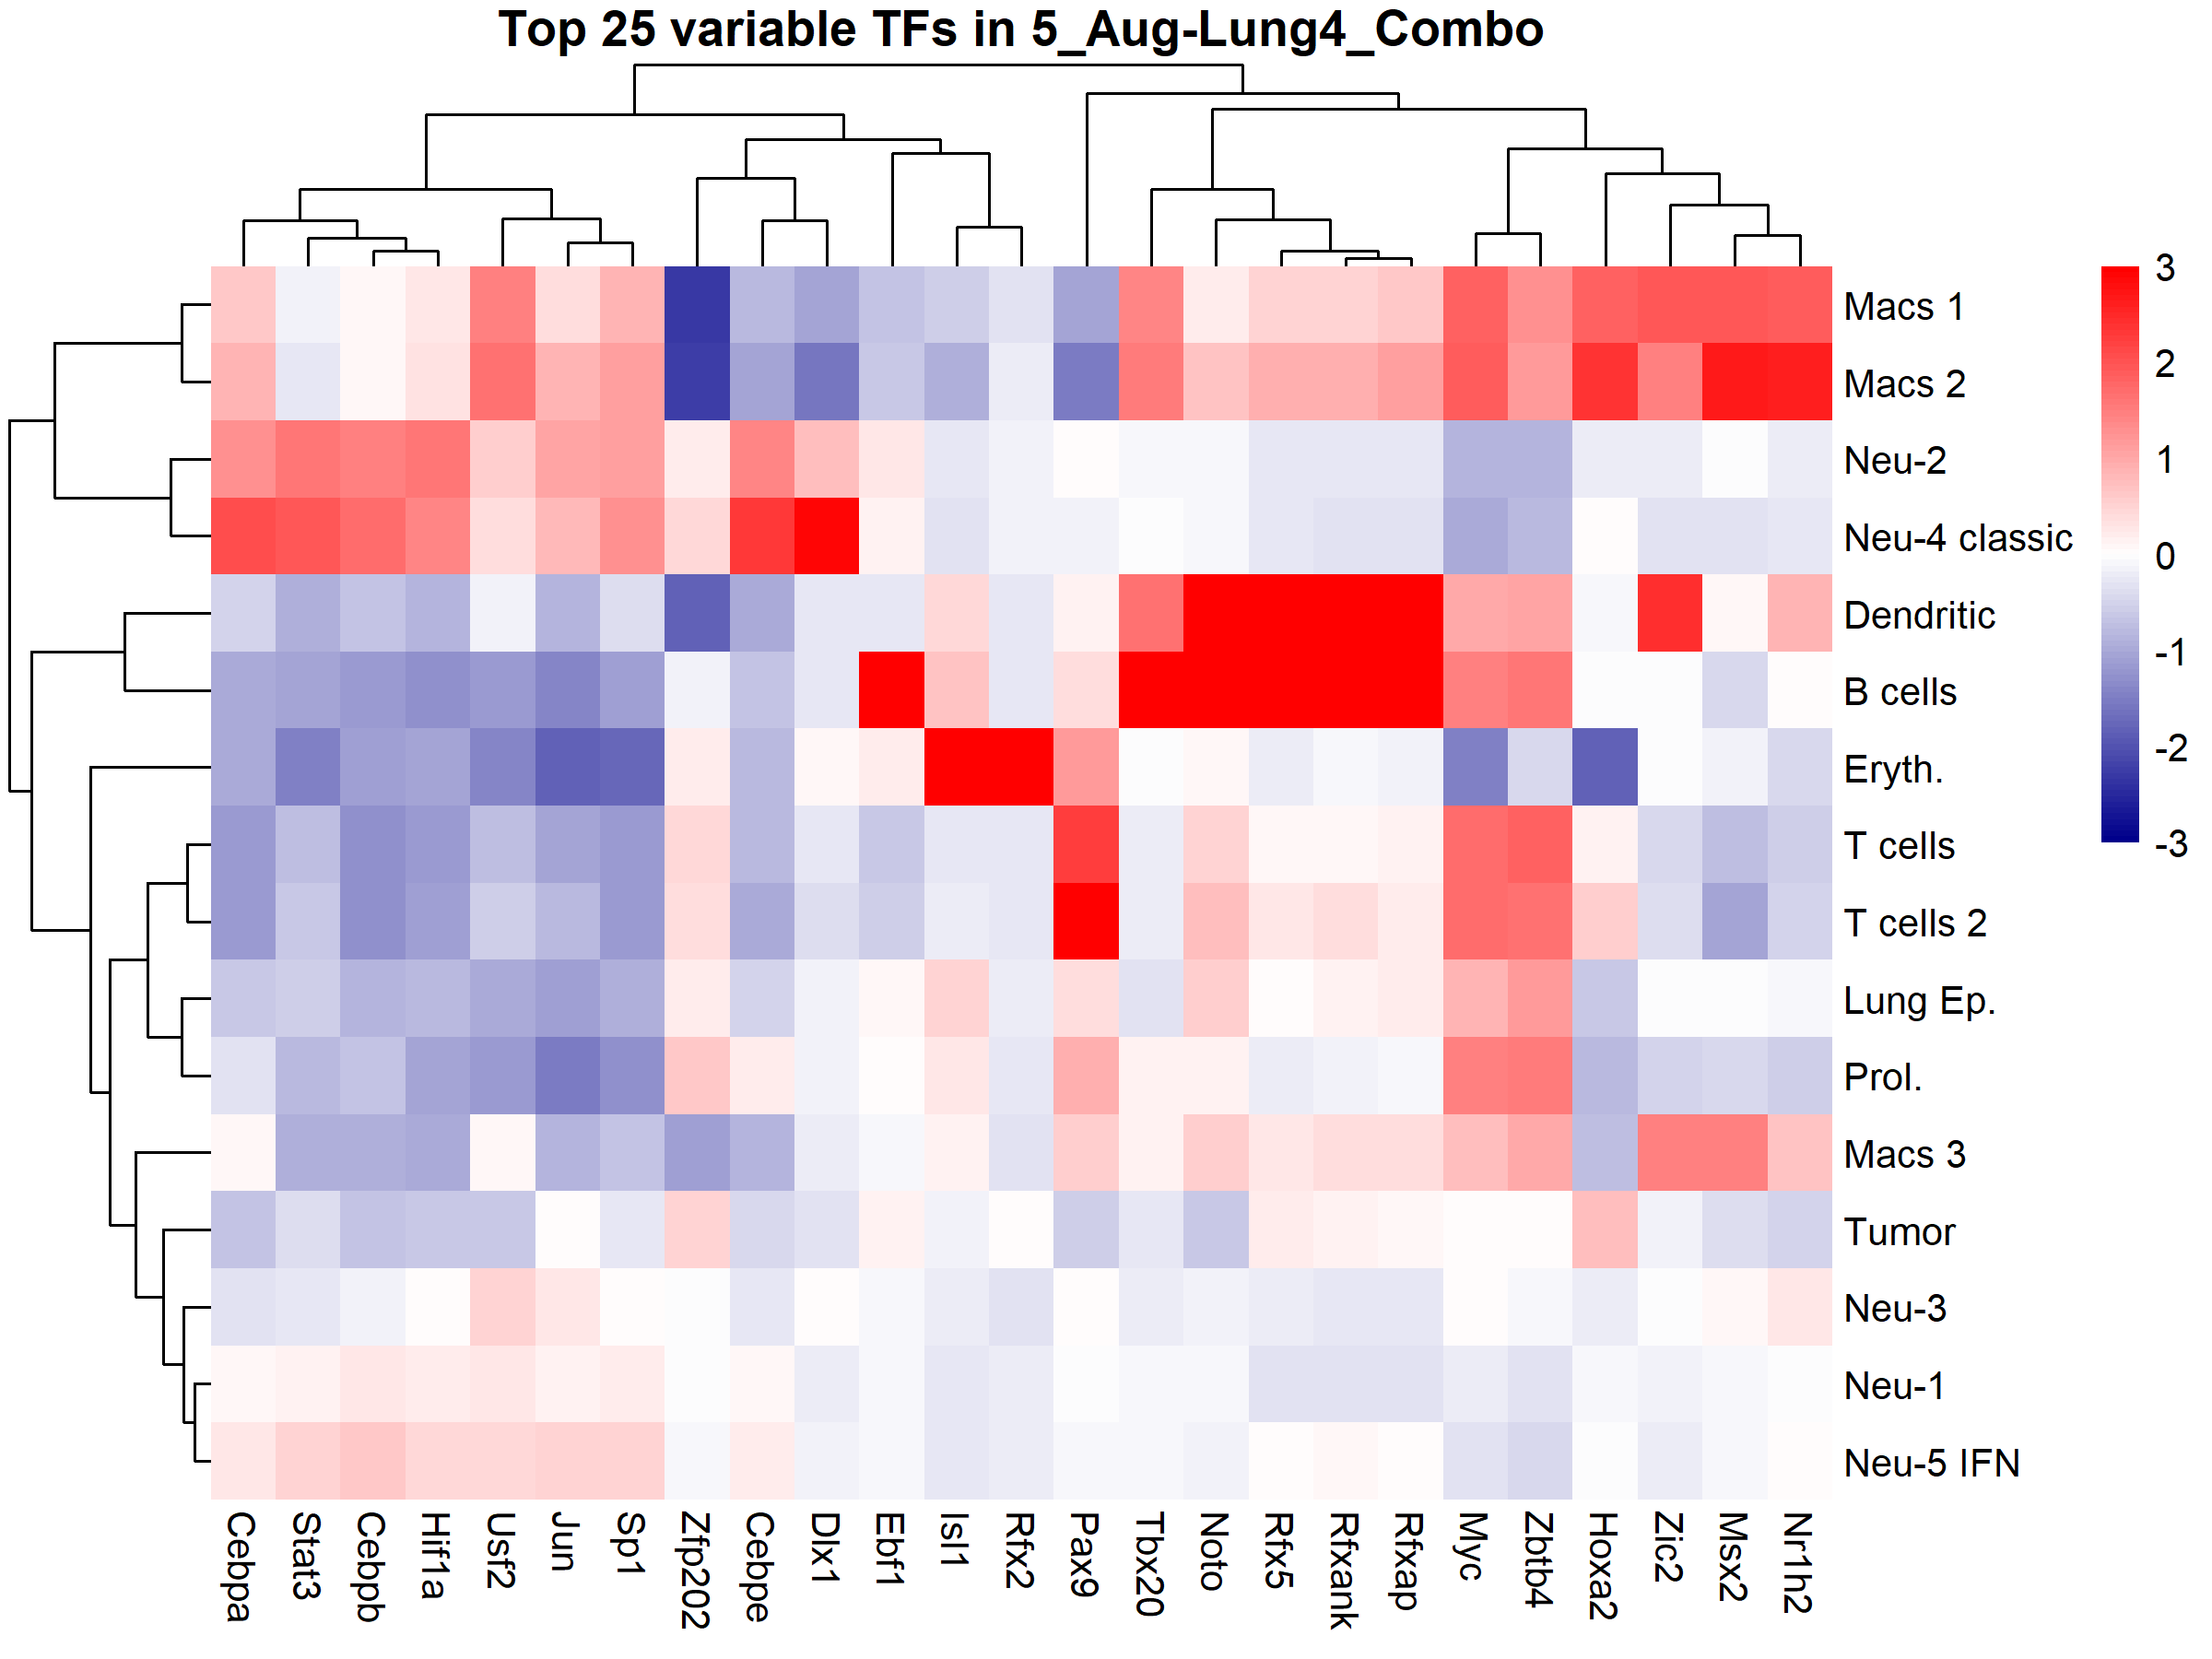 Top 25 variable TFs in 5_Aug-Lung4_Combo
3
2
1
0
-1
-2
-3
Macs 1
Macs 2
Neu-2
Neu-4 classic
Dendritic
B cells
Eryth.
T cells
T cells 2
Lung Ep.
Prol.
Macs 3
Tumor
Neu-3
Neu-1
Neu-5 IFN
Cebpa
Stat3
Cebpb
Hif1a
Usf2
Jun
Sp1
Zfp202
Cebpe
Dlx1
Ebf1
Isl1
Rfx2
Pax9
Tbx20
Noto
Rfx5
Rfxank
Rfxap
Myc
Zbtb4
Hoxa2
Zic2
Msx2
Nr1h2